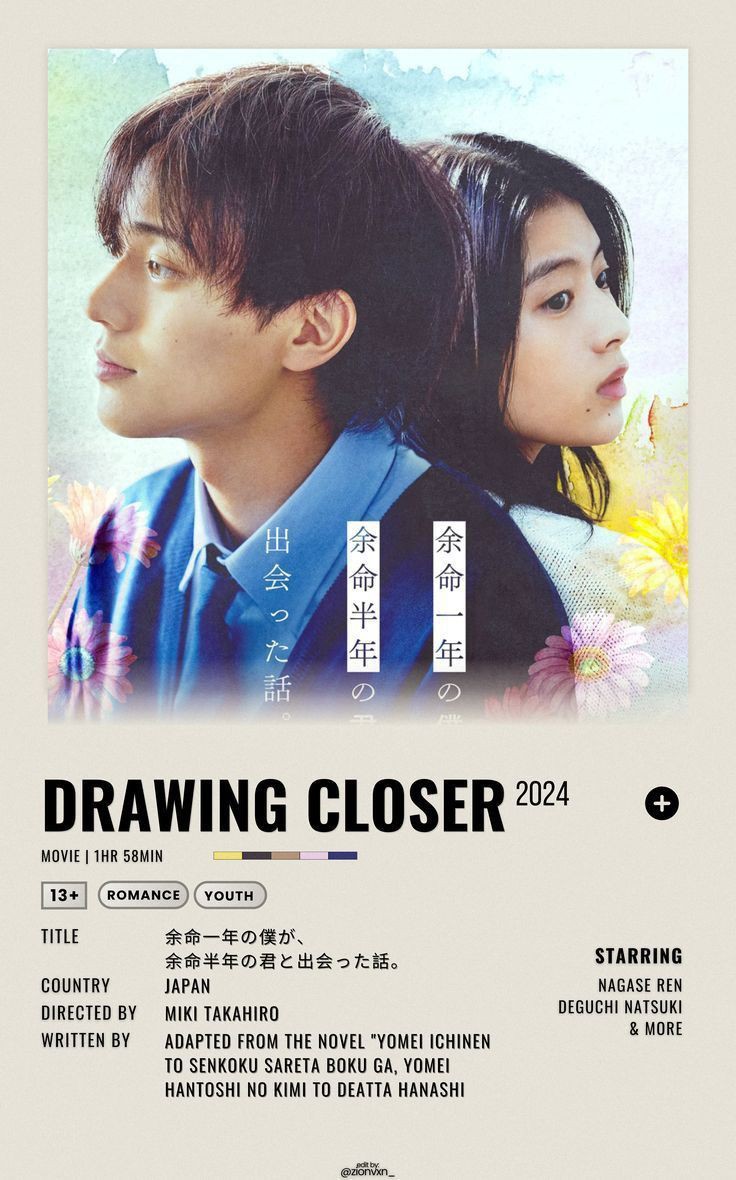 余命一年の僕
余命半年の君
出会った話。
DRAWING CLOSER 2024
MOVIE | 1HR 58MIN
13+ ROMANCE YOUTH
TITLE 余命一年の僕が、
余命半年の君と出会った話。
COUNTRY JAPAN
DIRECTED BY MIKI TAKAHIRO
WRITTEN BY ADAPTED FROM THE NOVEL "YOMEI ICHINEN
TO SENKOKU SARETA BOKU GA, YOMEI
HANTOSHI NO KIMI TO DEATTA HANASHI
STARRING
NAGASE REN
DEGUCHI NATSUKI
& MORE
edit by:
@zionvxn_